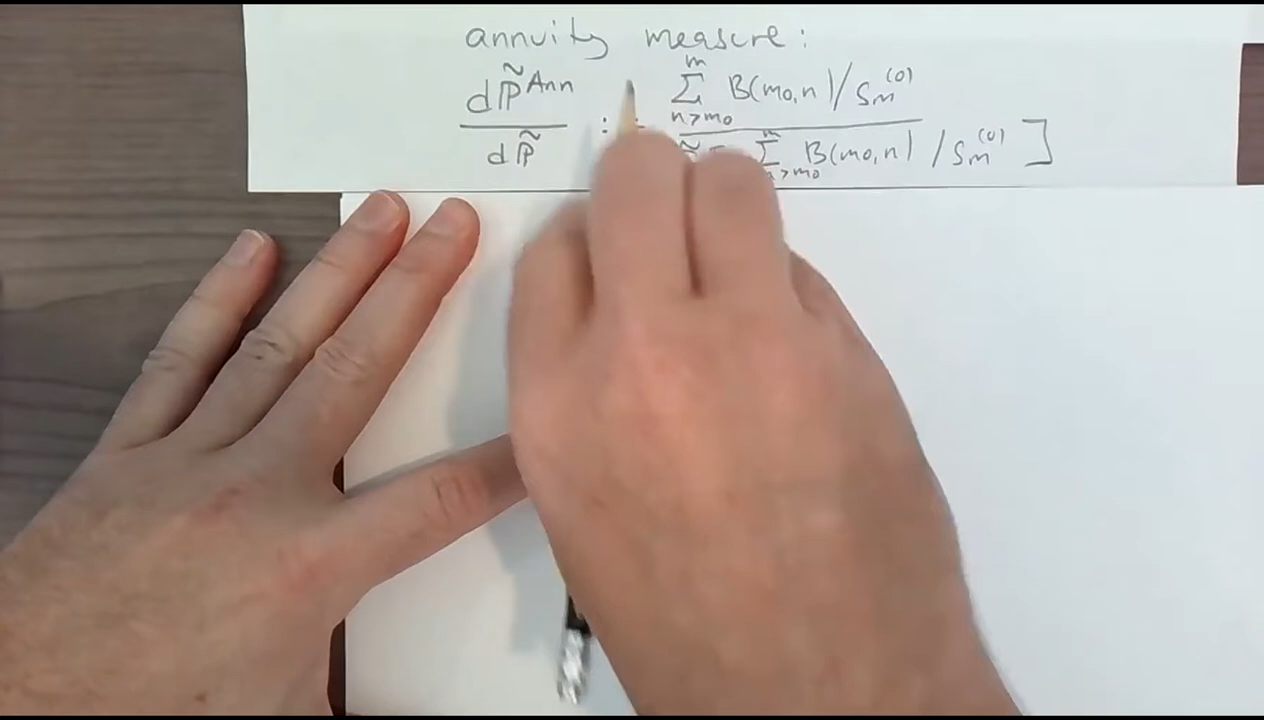 annuity measure:
dP̃^Ann / dP̃ := Σ_{n>m₀}^{m} B(m₀,n) / S_m^(0)
Σ_{n>m₀}^{m} B(m₀,n) / S_m^(0) ]